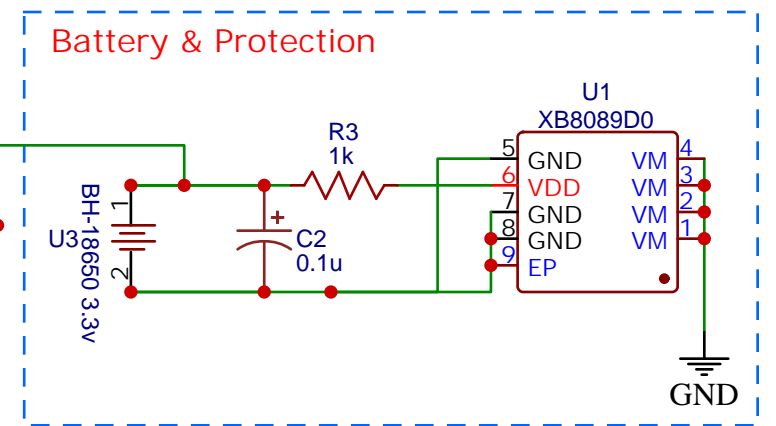 Battery & Protection
U1
XB8089D0
R3
1k
5 GND VM 4
6 VDD VM 3
7 GND VM 2
8 GND VM 1
9 EP
U3
BH-18650 3.3v
1
2
+
C2
0.1u
GND